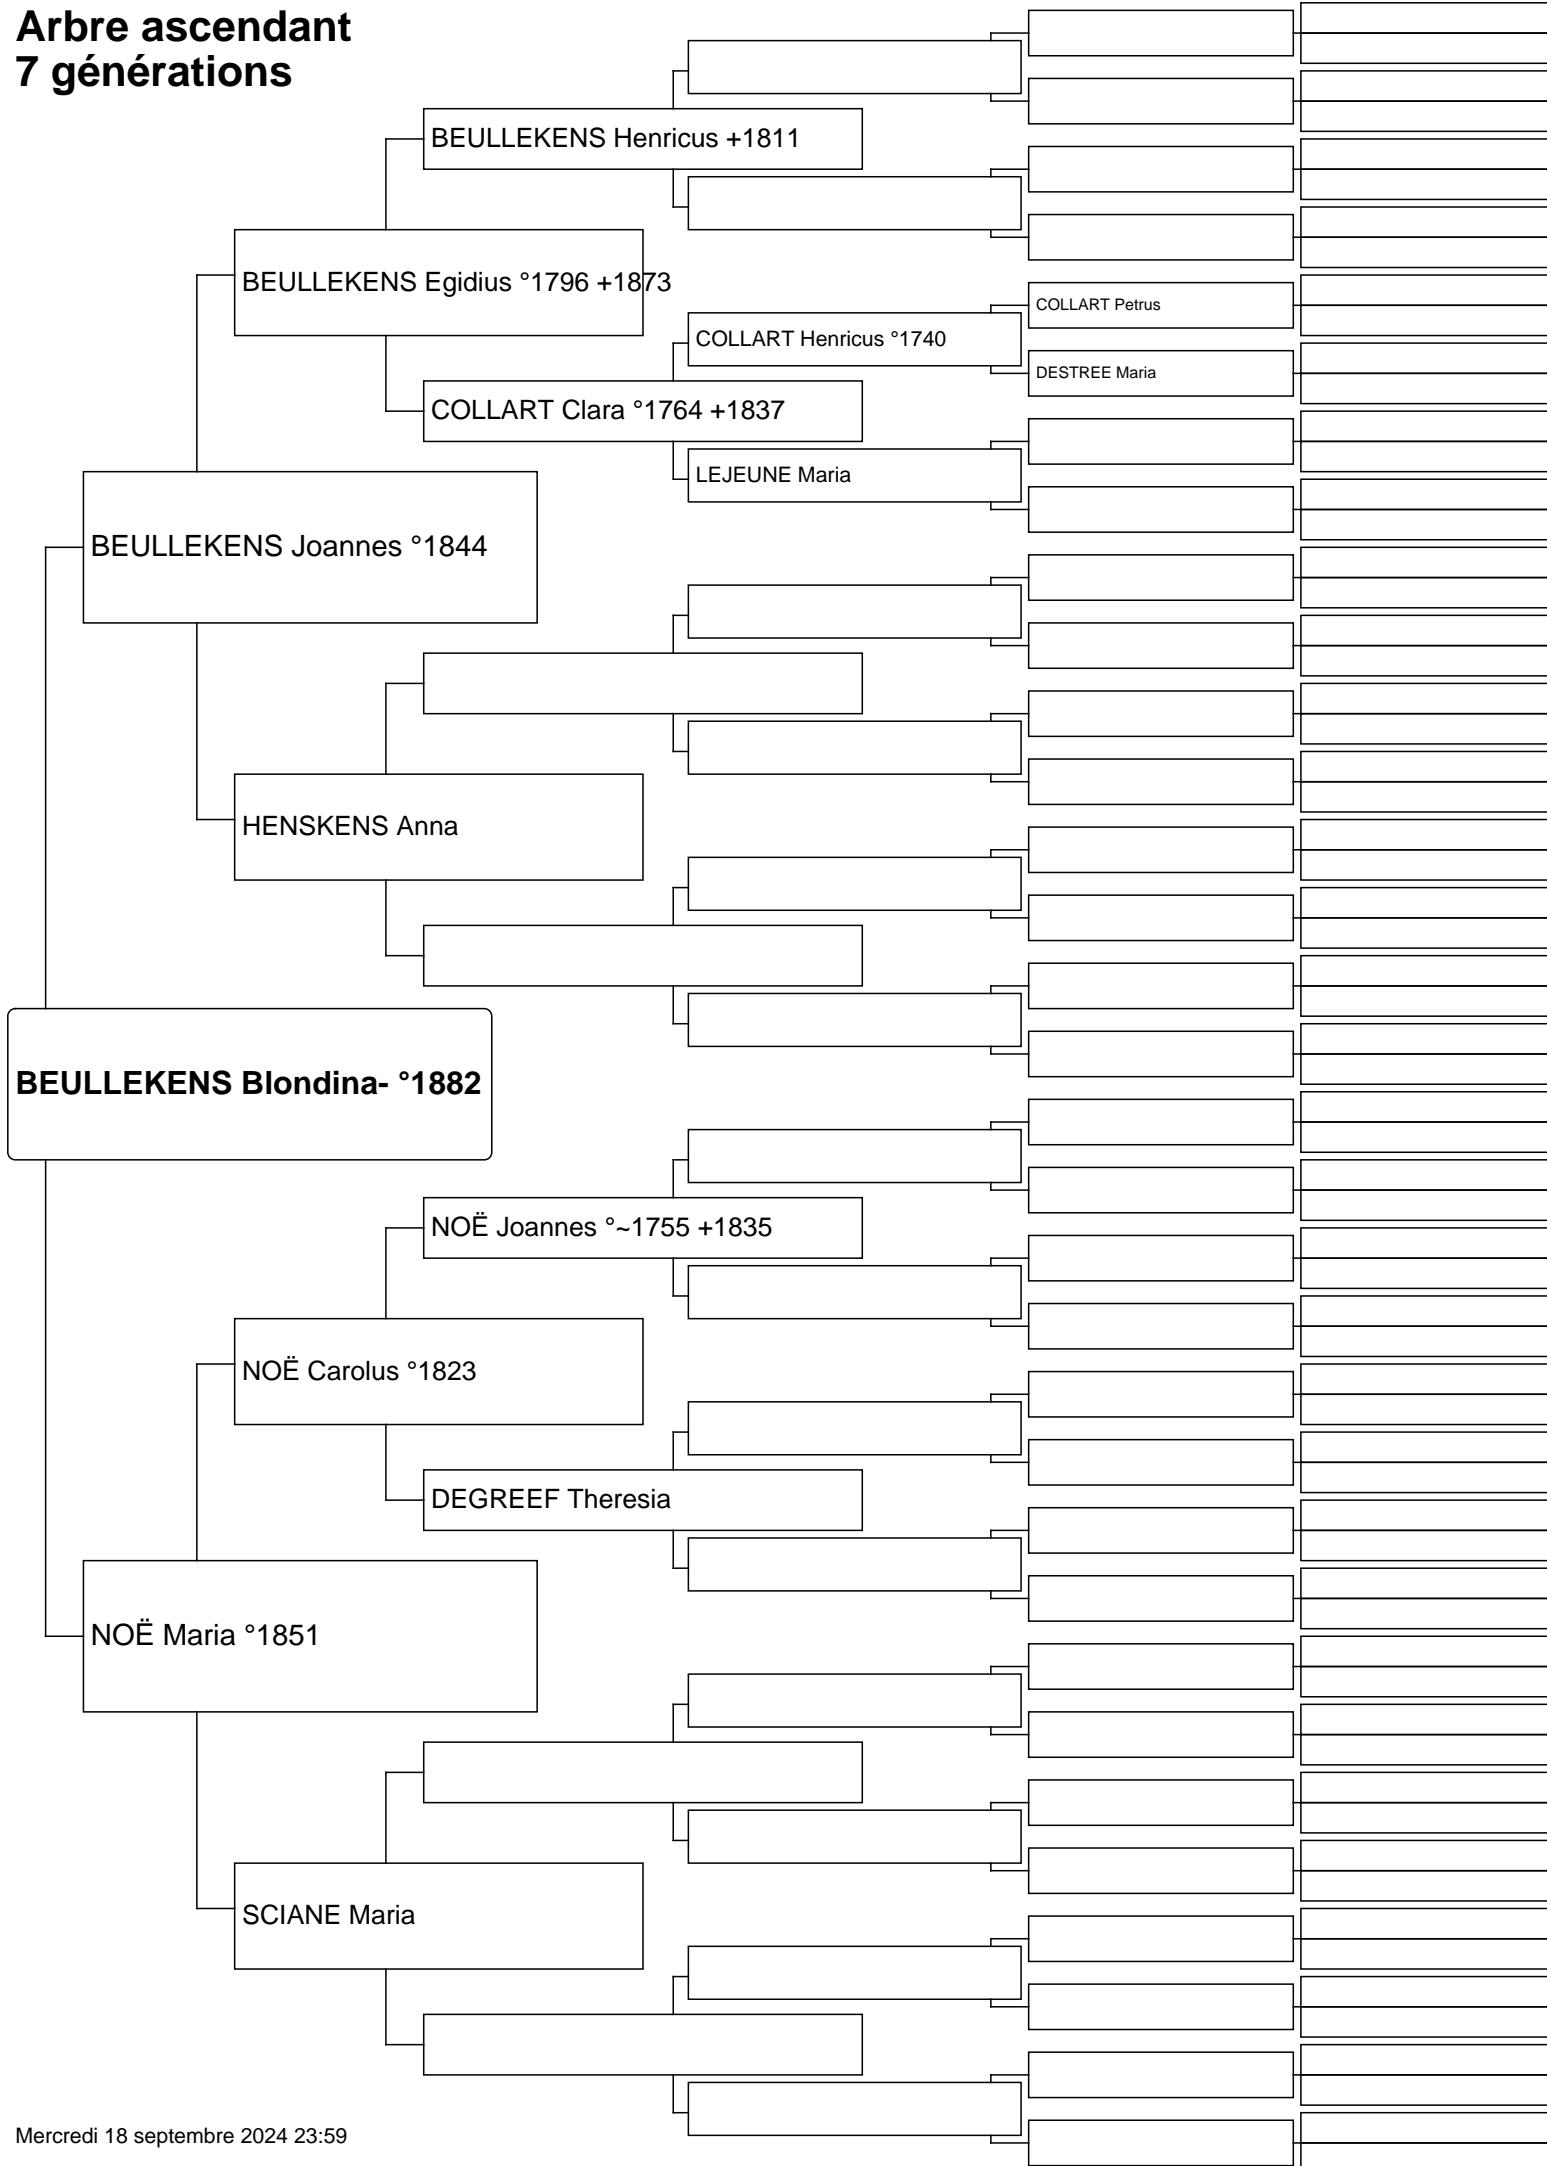 Arbre ascendant
7 générations
BEULLEKENS Henricus +1811
BEULLEKENS Egidius °1796 +1873
COLLART Petrus
COLLART Henricus °1740
DESTREE Maria
COLLART Clara °1764 +1837
LEJEUNE Maria
BEULLEKENS Joannes °1844
HENSKENS Anna
BEULLEKENS Blondina- °1882
NOË Joannes °~1755 +1835
NOË Carolus °1823
DEGREEF Theresia
NOË Maria °1851
SCIANE Maria
Mercredi 18 septembre 2024 23:59